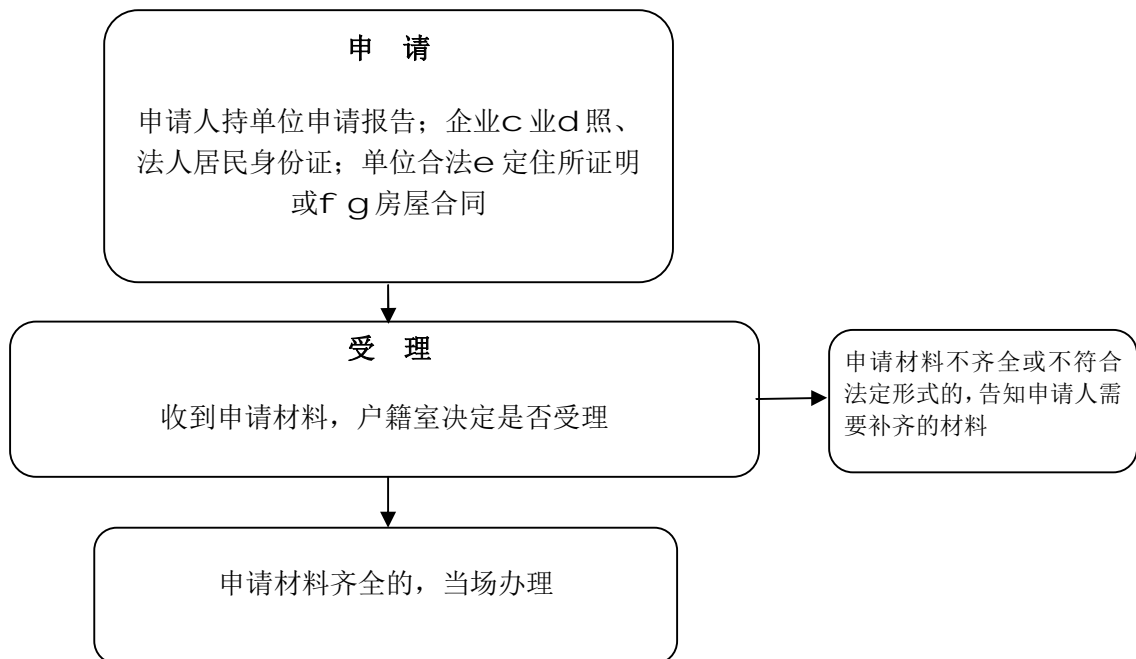 申 请
申请人持单位申请报告；企业c业d照、
法人居民身份证；单位合法e定住所证明
或f g房屋合同
受 理
收到申请材料，户籍室决定是否受理
申请材料不齐全或不符合
法定形式的，告知申请人需
要补齐的材料
申请材料齐全的，当场办理